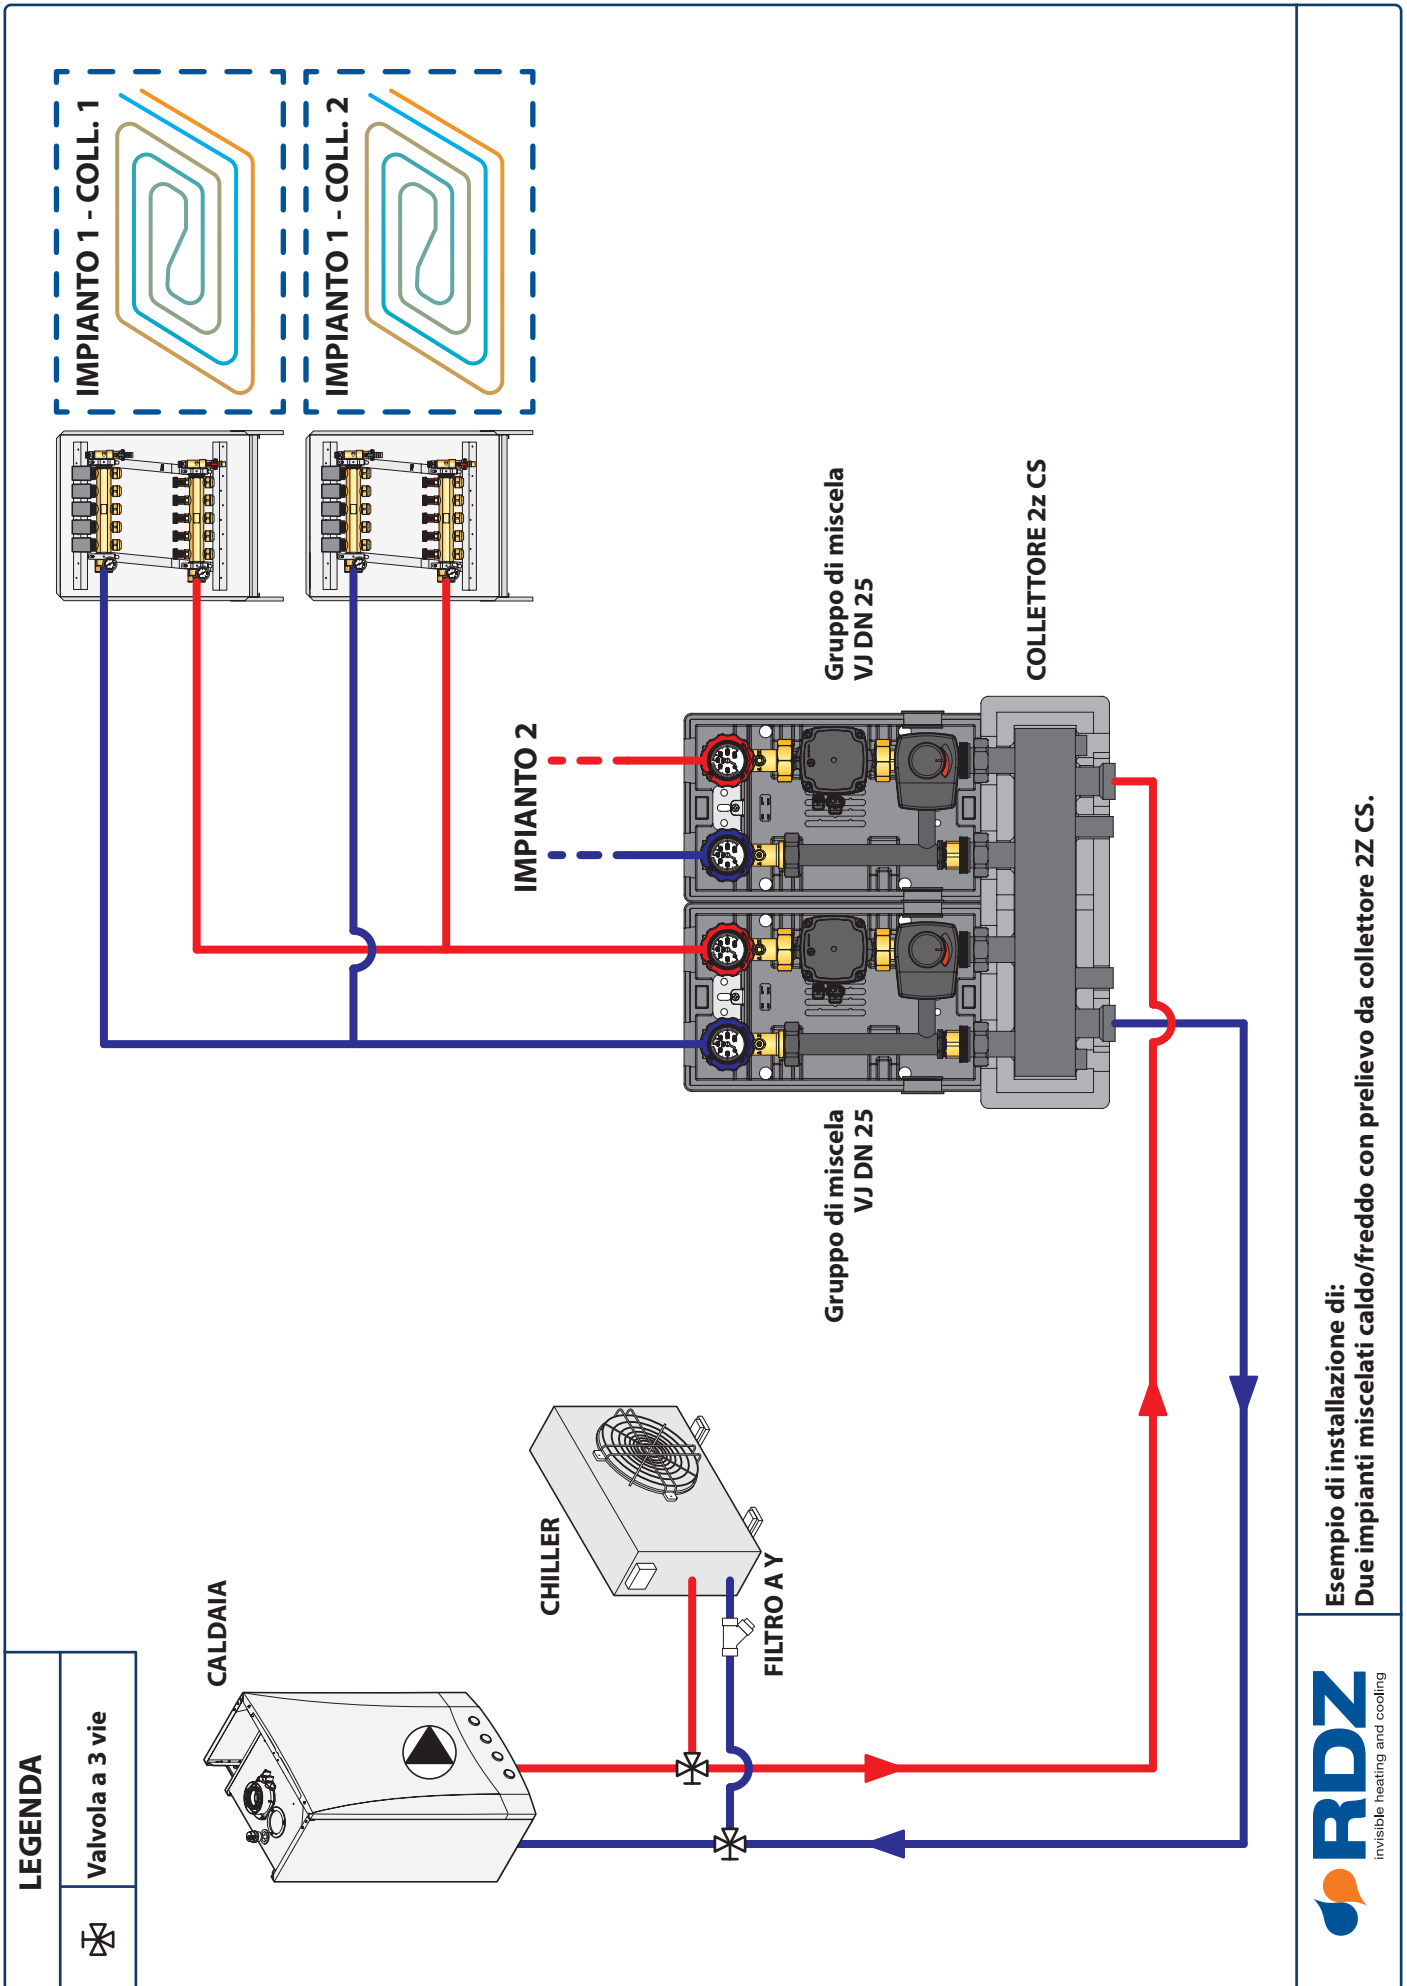 LEGENDA
Valvola a 3 vie
CALDAIA
CHILLER
FILTRO A Y
IMPIANTO 1 - COLL. 1
IMPIANTO 1 - COLL. 2
IMPIANTO 2
Gruppo di miscela
VJ DN 25
Gruppo di miscela
VJ DN 25
COLLETTORE 2z CS
RDZ
invisible heating and cooling
Esempio di installazione di:
Due impianti miscelati caldo/freddo con prelievo da collettore 2Z CS.